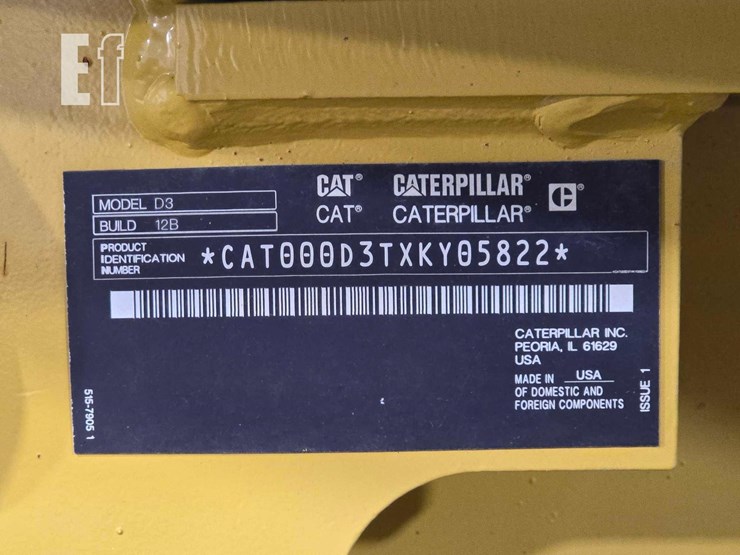 Ef
MODEL D3
BUILD 12B
CAT® CATERPILLAR®
CAT® CATERPILLAR®
PRODUCT IDENTIFICATION NUMBER
*CAT000D3TXKY05822*
CATERPILLAR INC.
PEORIA, IL 61629
USA
MADE IN USA
OF DOMESTIC AND
FOREIGN COMPONENTS
515-7905 1
ISSUE 1